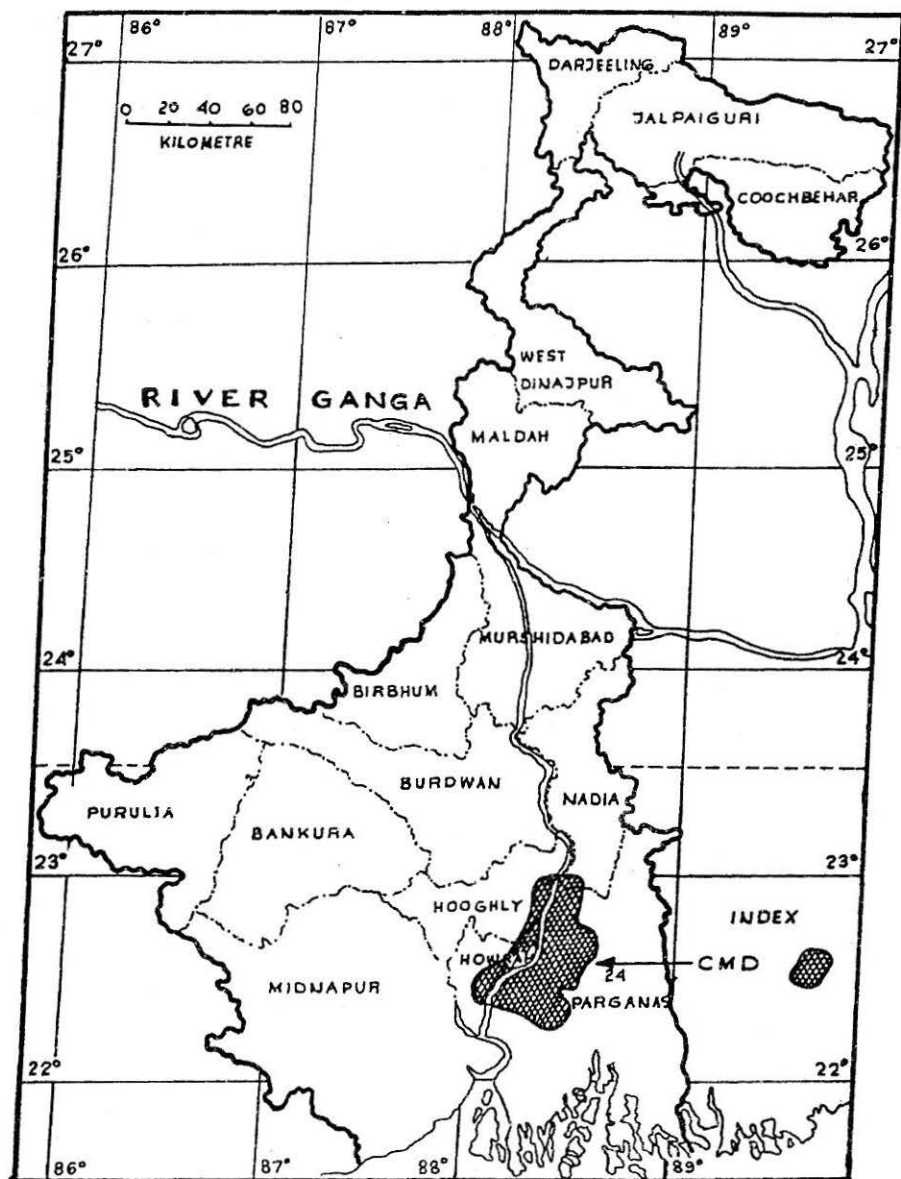 86° 87° 88° 89°
27° 27°
DARJEELING
0 20 40 60 80
KILOMETRE
JALPAIGURI
COOCHBEHAR
26° 26°
WEST
DINAJPUR
RIVER GANGA
MALDAH
25° 25°
MURSHIDABAD
24° 24°
BIRBHUM
BURDWAN
NADIA
PURULIA
BANKURA
23° 23°
HOOGHLY
INDEX
HOWRAH
CMD
24
PARGANAS
MIDNAPUR
22° 22°
86° 87° 88° 89°